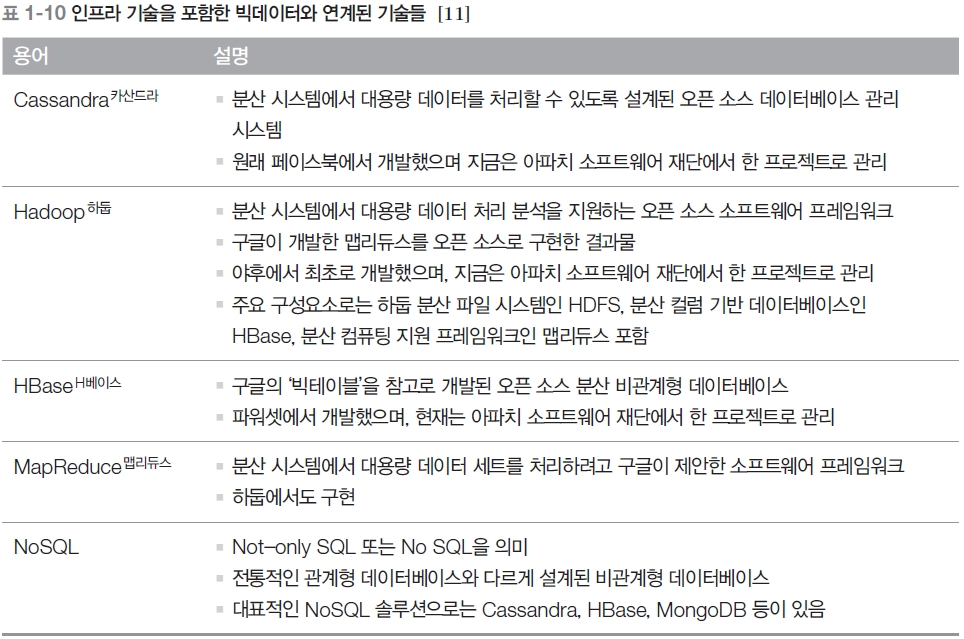 표 1-10 인프라 기술을 포함한 빅데이터와 연계된 기술들 [11]
용어 설명
Cassandra카산드라 ▪ 분산 시스템에서 대용량 데이터를 처리할 수 있도록 설계된 오픈 소스 데이터베이스 관리
시스템
▪ 원래 페이스북에서 개발했으며 지금은 아파치 소프트웨어 재단에서 한 프로젝트로 관리
Hadoop하둡 ▪ 분산 시스템에서 대용량 데이터 처리 분석을 지원하는 오픈 소스 소프트웨어 프레임워크
▪ 구글이 개발한 맵리듀스를 오픈 소스로 구현한 결과물
▪ 야후에서 최초로 개발했으며, 지금은 아파치 소프트웨어 재단에서 한 프로젝트로 관리
▪ 주요 구성요소로는 하둡 분산 파일 시스템인 HDFS, 분산 컬럼 기반 데이터베이스인
HBase, 분산 컴퓨팅 지원 프레임워크인 맵리듀스 포함
HBaseH베이스 ▪ 구글의 ‘빅테이블’을 참고로 개발된 오픈 소스 분산 비관계형 데이터베이스
▪ 파워셋에서 개발했으며, 현재는 아파치 소프트웨어 재단에서 한 프로젝트로 관리
MapReduce맵리듀스 ▪ 분산 시스템에서 대용량 데이터 세트를 처리하려고 구글이 제안한 소프트웨어 프레임워크
▪ 하둡에서도 구현
NoSQL ▪ Not-only SQL 또는 No SQL을 의미
▪ 전통적인 관계형 데이터베이스와 다르게 설계된 비관계형 데이터베이스
▪ 대표적인 NoSQL 솔루션으로는 Cassandra, HBase, MongoDB 등이 있음